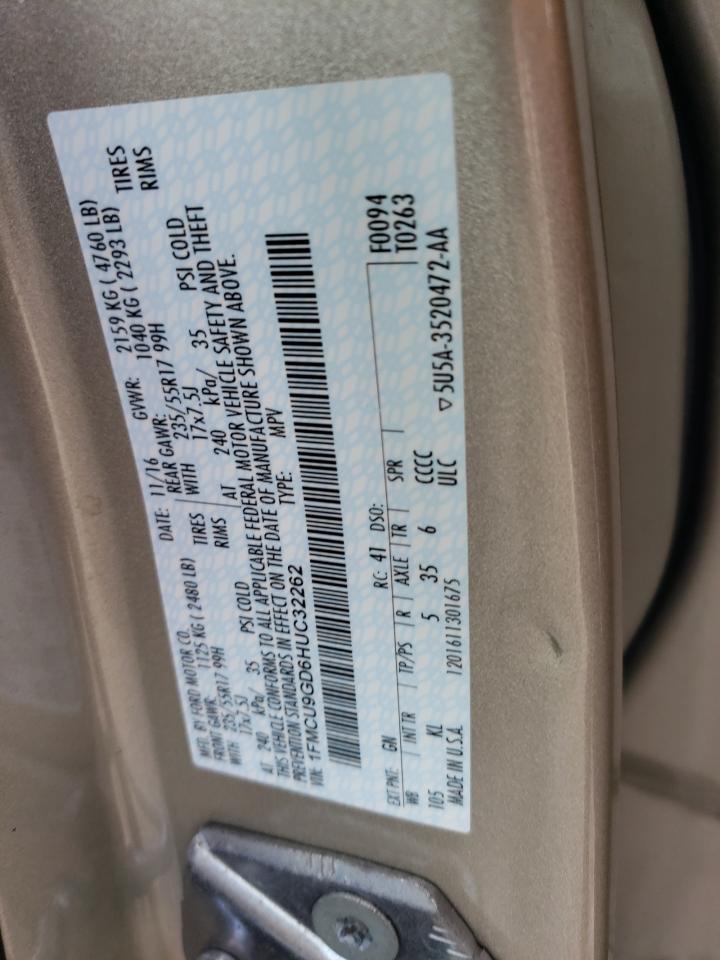 MFD. BY FORD MOTOR CO.
DATE: 11/16 GVWR: 2159 KG ( 4760 LB)
FRONT GAWR: 1125 KG ( 2480 LB) REAR GAWR: 1040 KG ( 2293 LB)
WITH 235/55R17 99H TIRES WITH 235/55R17 99H TIRES
17x7.5J RIMS 17x7.5J RIMS
AT 240 kPa/ 35 PSI COLD AT 240 kPa/ 35 PSI COLD
THIS VEHICLE CONFORMS TO ALL APPLICABLE FEDERAL MOTOR VEHICLE SAFETY AND THEFT
PREVENTION STANDARDS IN EFFECT ON THE DATE OF MANUFACTURE SHOWN ABOVE.
VIN: 1FMCU9GD6HUC32262 TYPE: MPV
F0094
T0263
EXT PNT: GN RC: 41 DSO:
WB INT TR TP/PS R AXLE TR SPR
105 KL 5 35 6 CCCC
ULC
MADE IN U.S.A. 1201611301675 ▽5U5A-3520472-AA